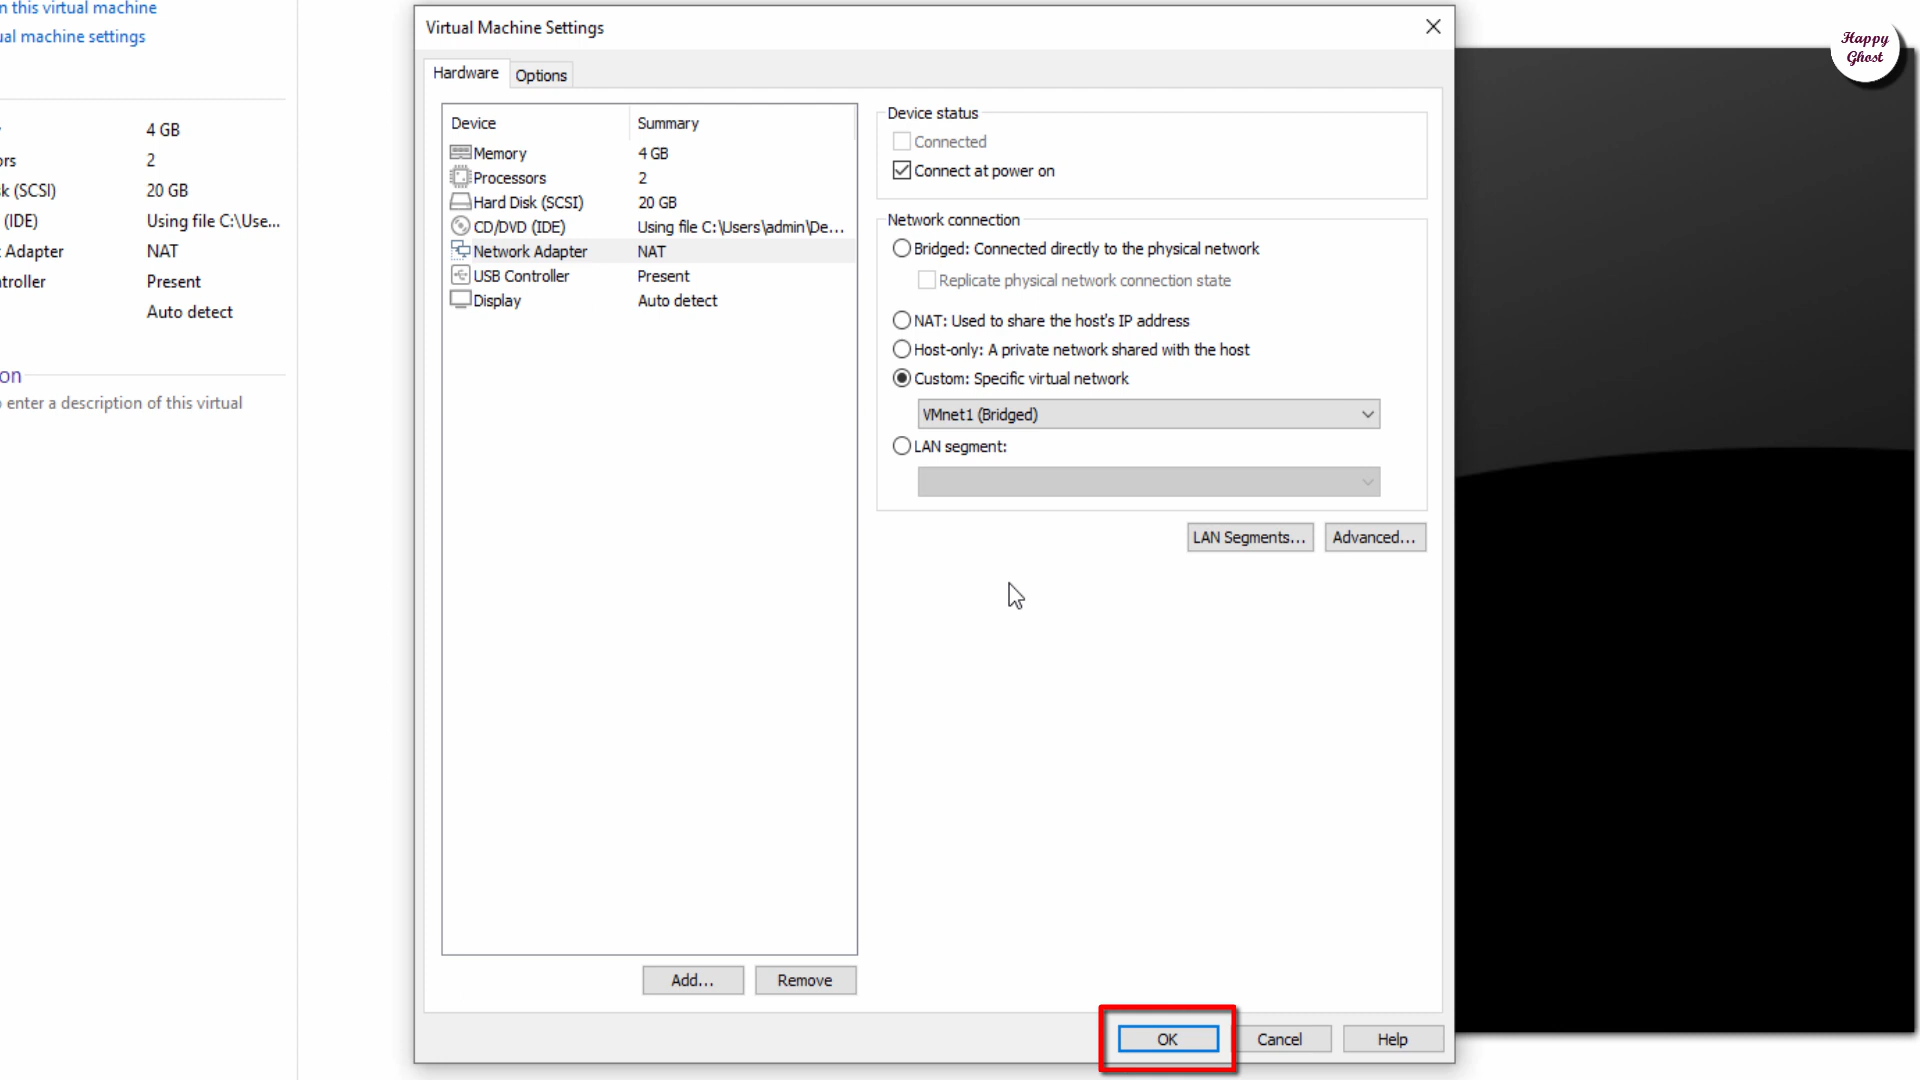 n this virtual machine
ual machine settings
4 GB
ors 2
k (SCSI) 20 GB
(IDE) Using file C:\Use...
Adapter NAT
troller Present
Auto detect
on
enter a description of this virtual
Virtual Machine Settings
Hardware Options
Device Summary
Memory 4 GB
Processors 2
Hard Disk (SCSI) 20 GB
CD/DVD (IDE) Using file C:\Users\admin\De...
Network Adapter NAT
USB Controller Present
Display Auto detect
Add... Remove
Device status
Connected
Connect at power on
Network connection
Bridged: Connected directly to the physical network
Replicate physical network connection state
NAT: Used to share the host's IP address
Host-only: A private network shared with the host
Custom: Specific virtual network
VMnet1 (Bridged)
LAN segment:
LAN Segments... Advanced...
OK Cancel Help
Happy
Ghost